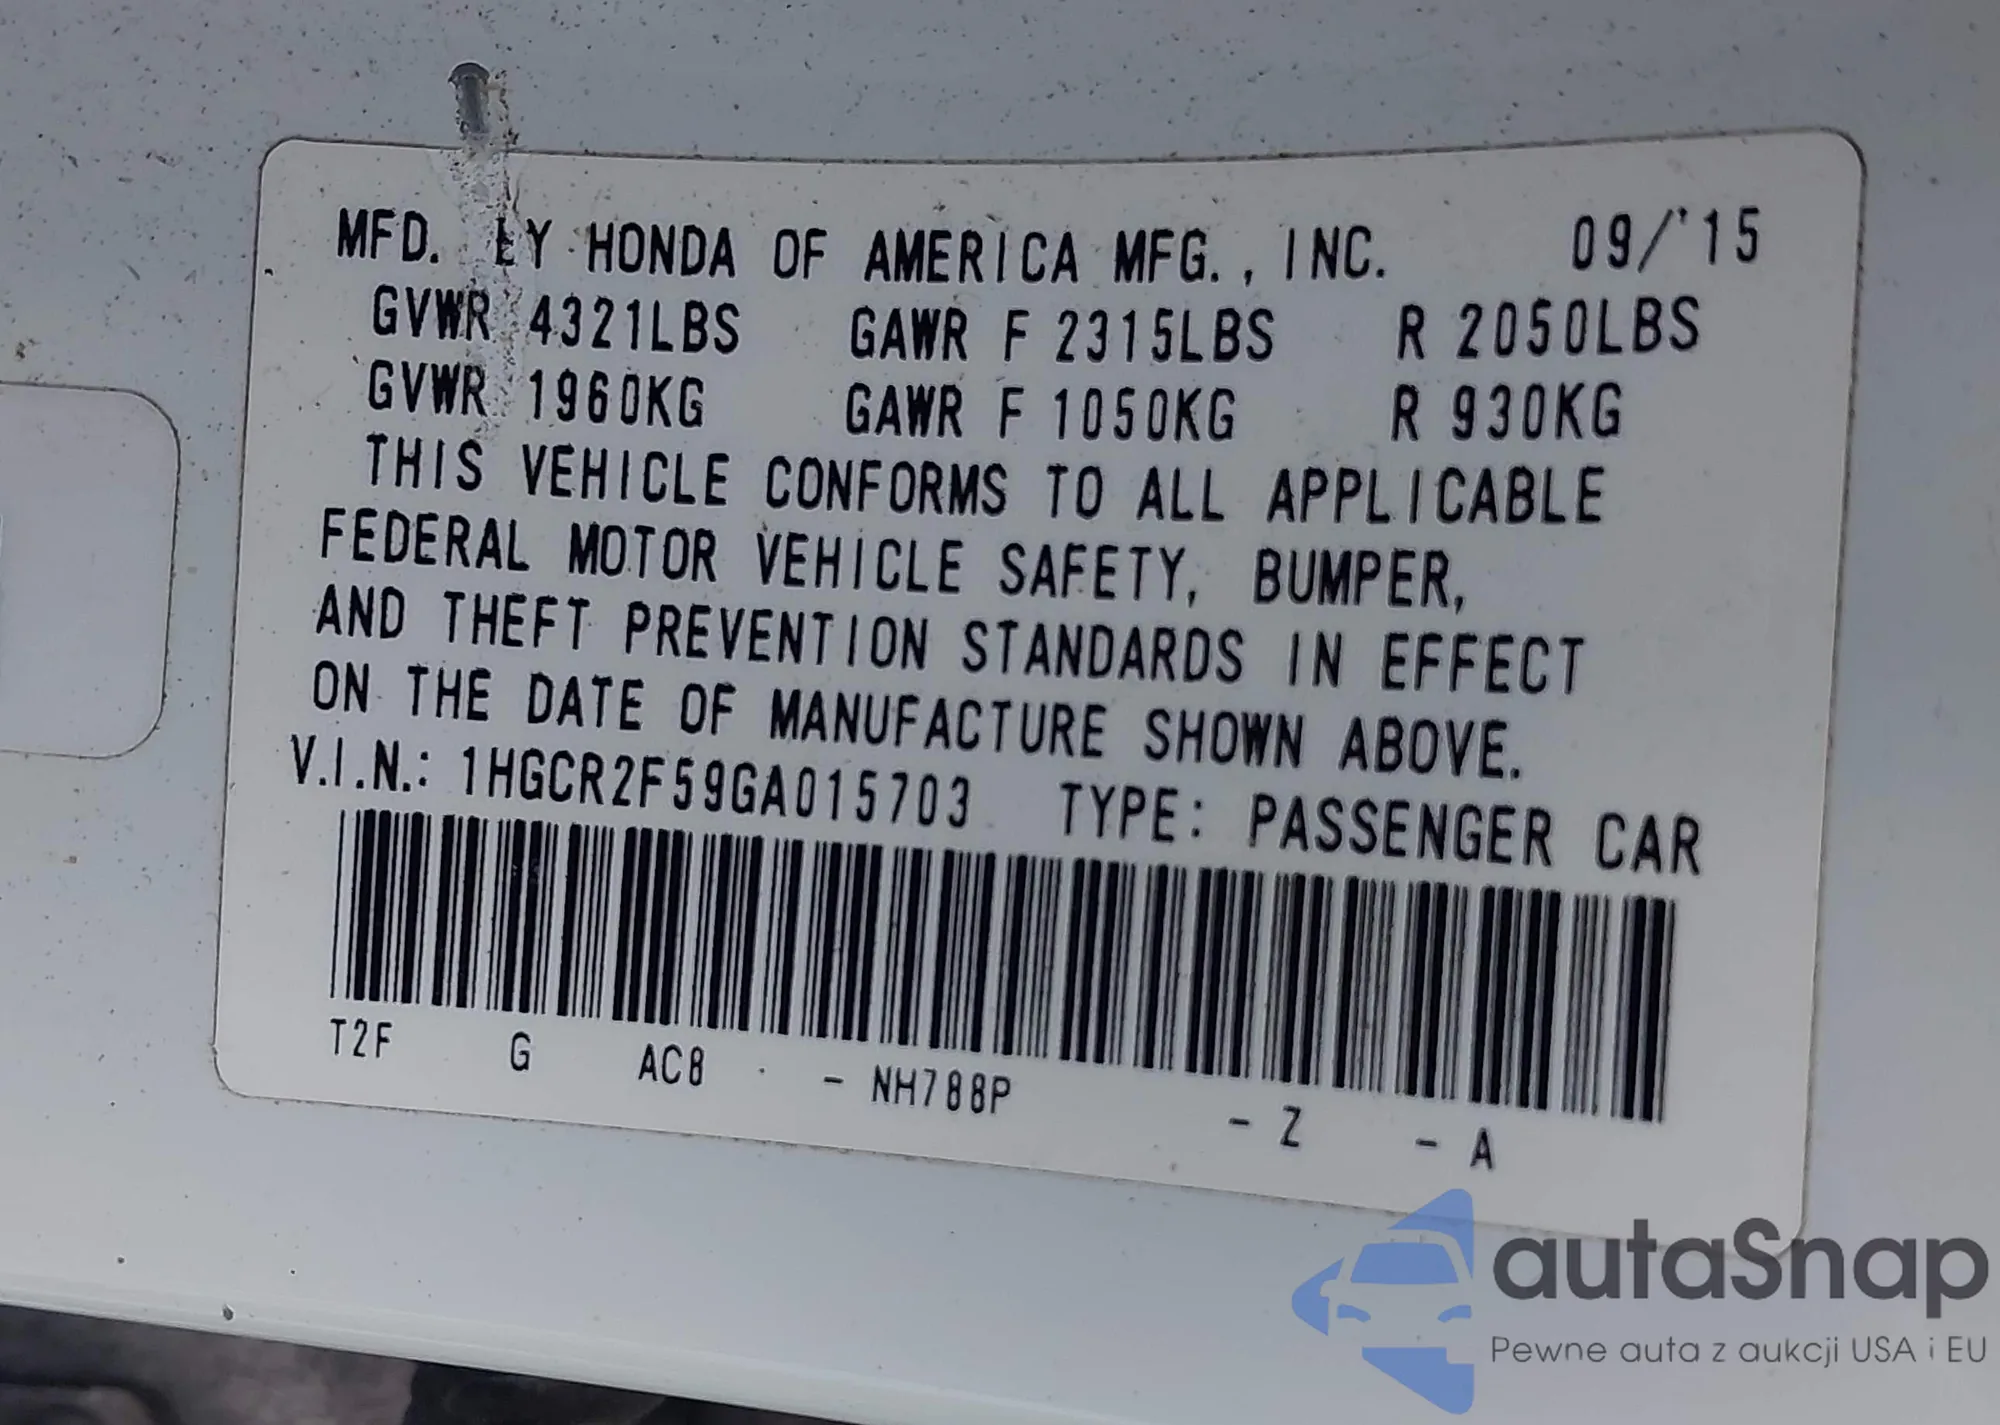 MFD. BY HONDA OF AMERICA MFG., INC. 09/'15
GVWR 4321LBS GAWR F 2315LBS R 2050LBS
GVWR 1960KG GAWR F 1050KG R 930KG
THIS VEHICLE CONFORMS TO ALL APPLICABLE
FEDERAL MOTOR VEHICLE SAFETY, BUMPER,
AND THEFT PREVENTION STANDARDS IN EFFECT
ON THE DATE OF MANUFACTURE SHOWN ABOVE.
V.I.N.: 1HGCR2F59GA015703 TYPE: PASSENGER CAR
T2F G AC8 - NH788P - Z - A
autaSnap
Pewne auta z aukcji USA i EU